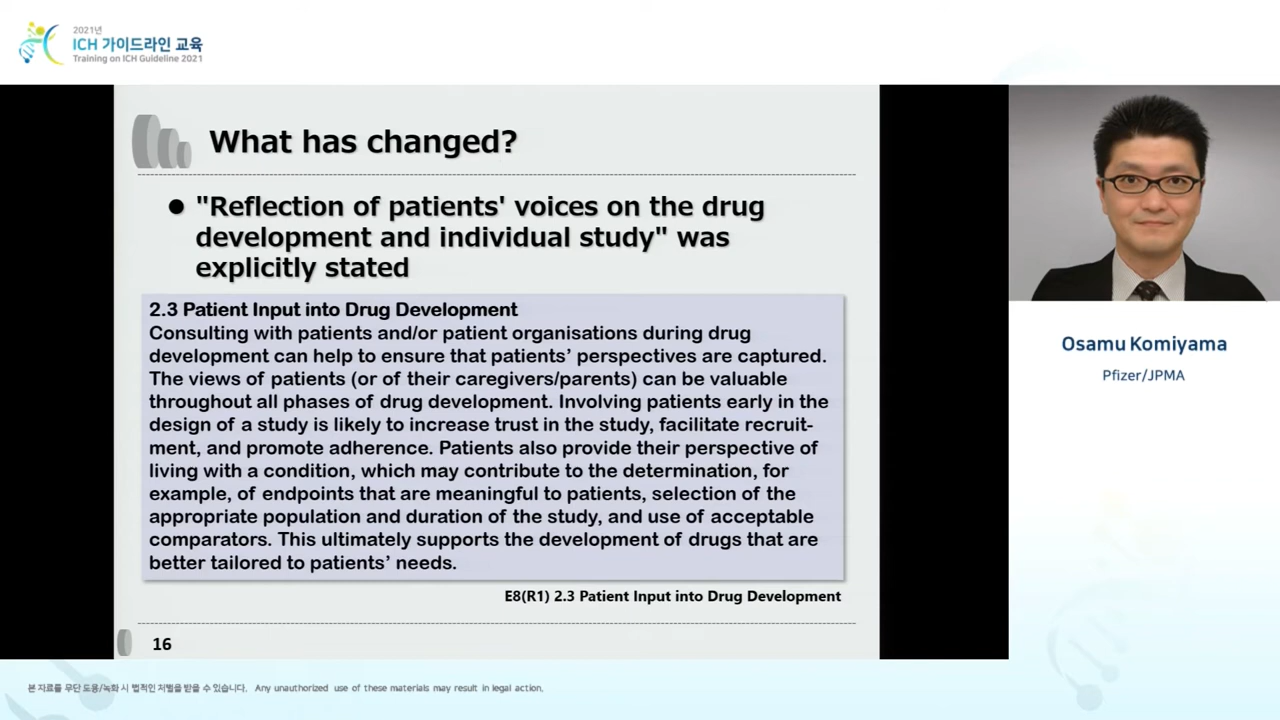 2021년
ICH 가이드라인 교육
Training on ICH Guideline 2021
What has changed?
● "Reflection of patients' voices on the drug
development and individual study" was
explicitly stated
2.3 Patient Input into Drug Development
Consulting with patients and/or patient organisations during drug
development can help to ensure that patients’ perspectives are captured.
The views of patients (or of their caregivers/parents) can be valuable
throughout all phases of drug development. Involving patients early in the
design of a study is likely to increase trust in the study, facilitate recruit-
ment, and promote adherence. Patients also provide their perspective of
living with a condition, which may contribute to the determination, for
example, of endpoints that are meaningful to patients, selection of the
appropriate population and duration of the study, and use of acceptable
comparators. This ultimately supports the development of drugs that are
better tailored to patients’ needs.
E8(R1) 2.3 Patient Input into Drug Development
16
Osamu Komiyama
Pfizer/JPMA
본 자료를 무단 도용/녹화 시 법적인 처벌을 받을 수 있습니다. Any unauthorized use of these materials may result in legal action.